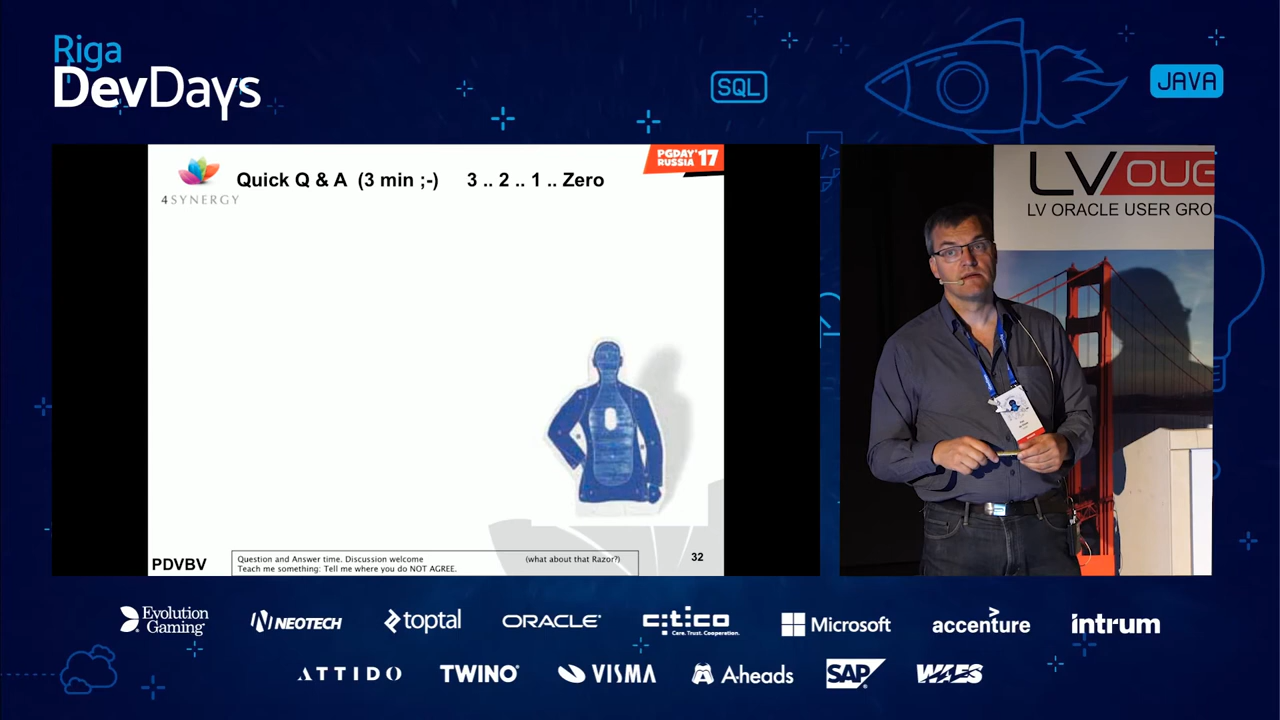 Riga
DevDays
SQL
JAVA
</>
PGDAY'17
RUSSIA
4SYNERGY
Quick Q & A (3 min ;-) 3 .. 2 .. 1 .. Zero
LV OUG
LV ORACLE USER GRO
PDVBV
Question and Answer time. Discussion welcome (what about that Razor?)
Teach me something: Tell me where you do NOT AGREE.
32
Evolution
Gaming
NEOTECH
toptal
ORACLE
citico
Care. Trust. Cooperation.
Microsoft
accenture
intrum
ATTIDO
TWINO
VISMA
A-heads
SAP
WAES